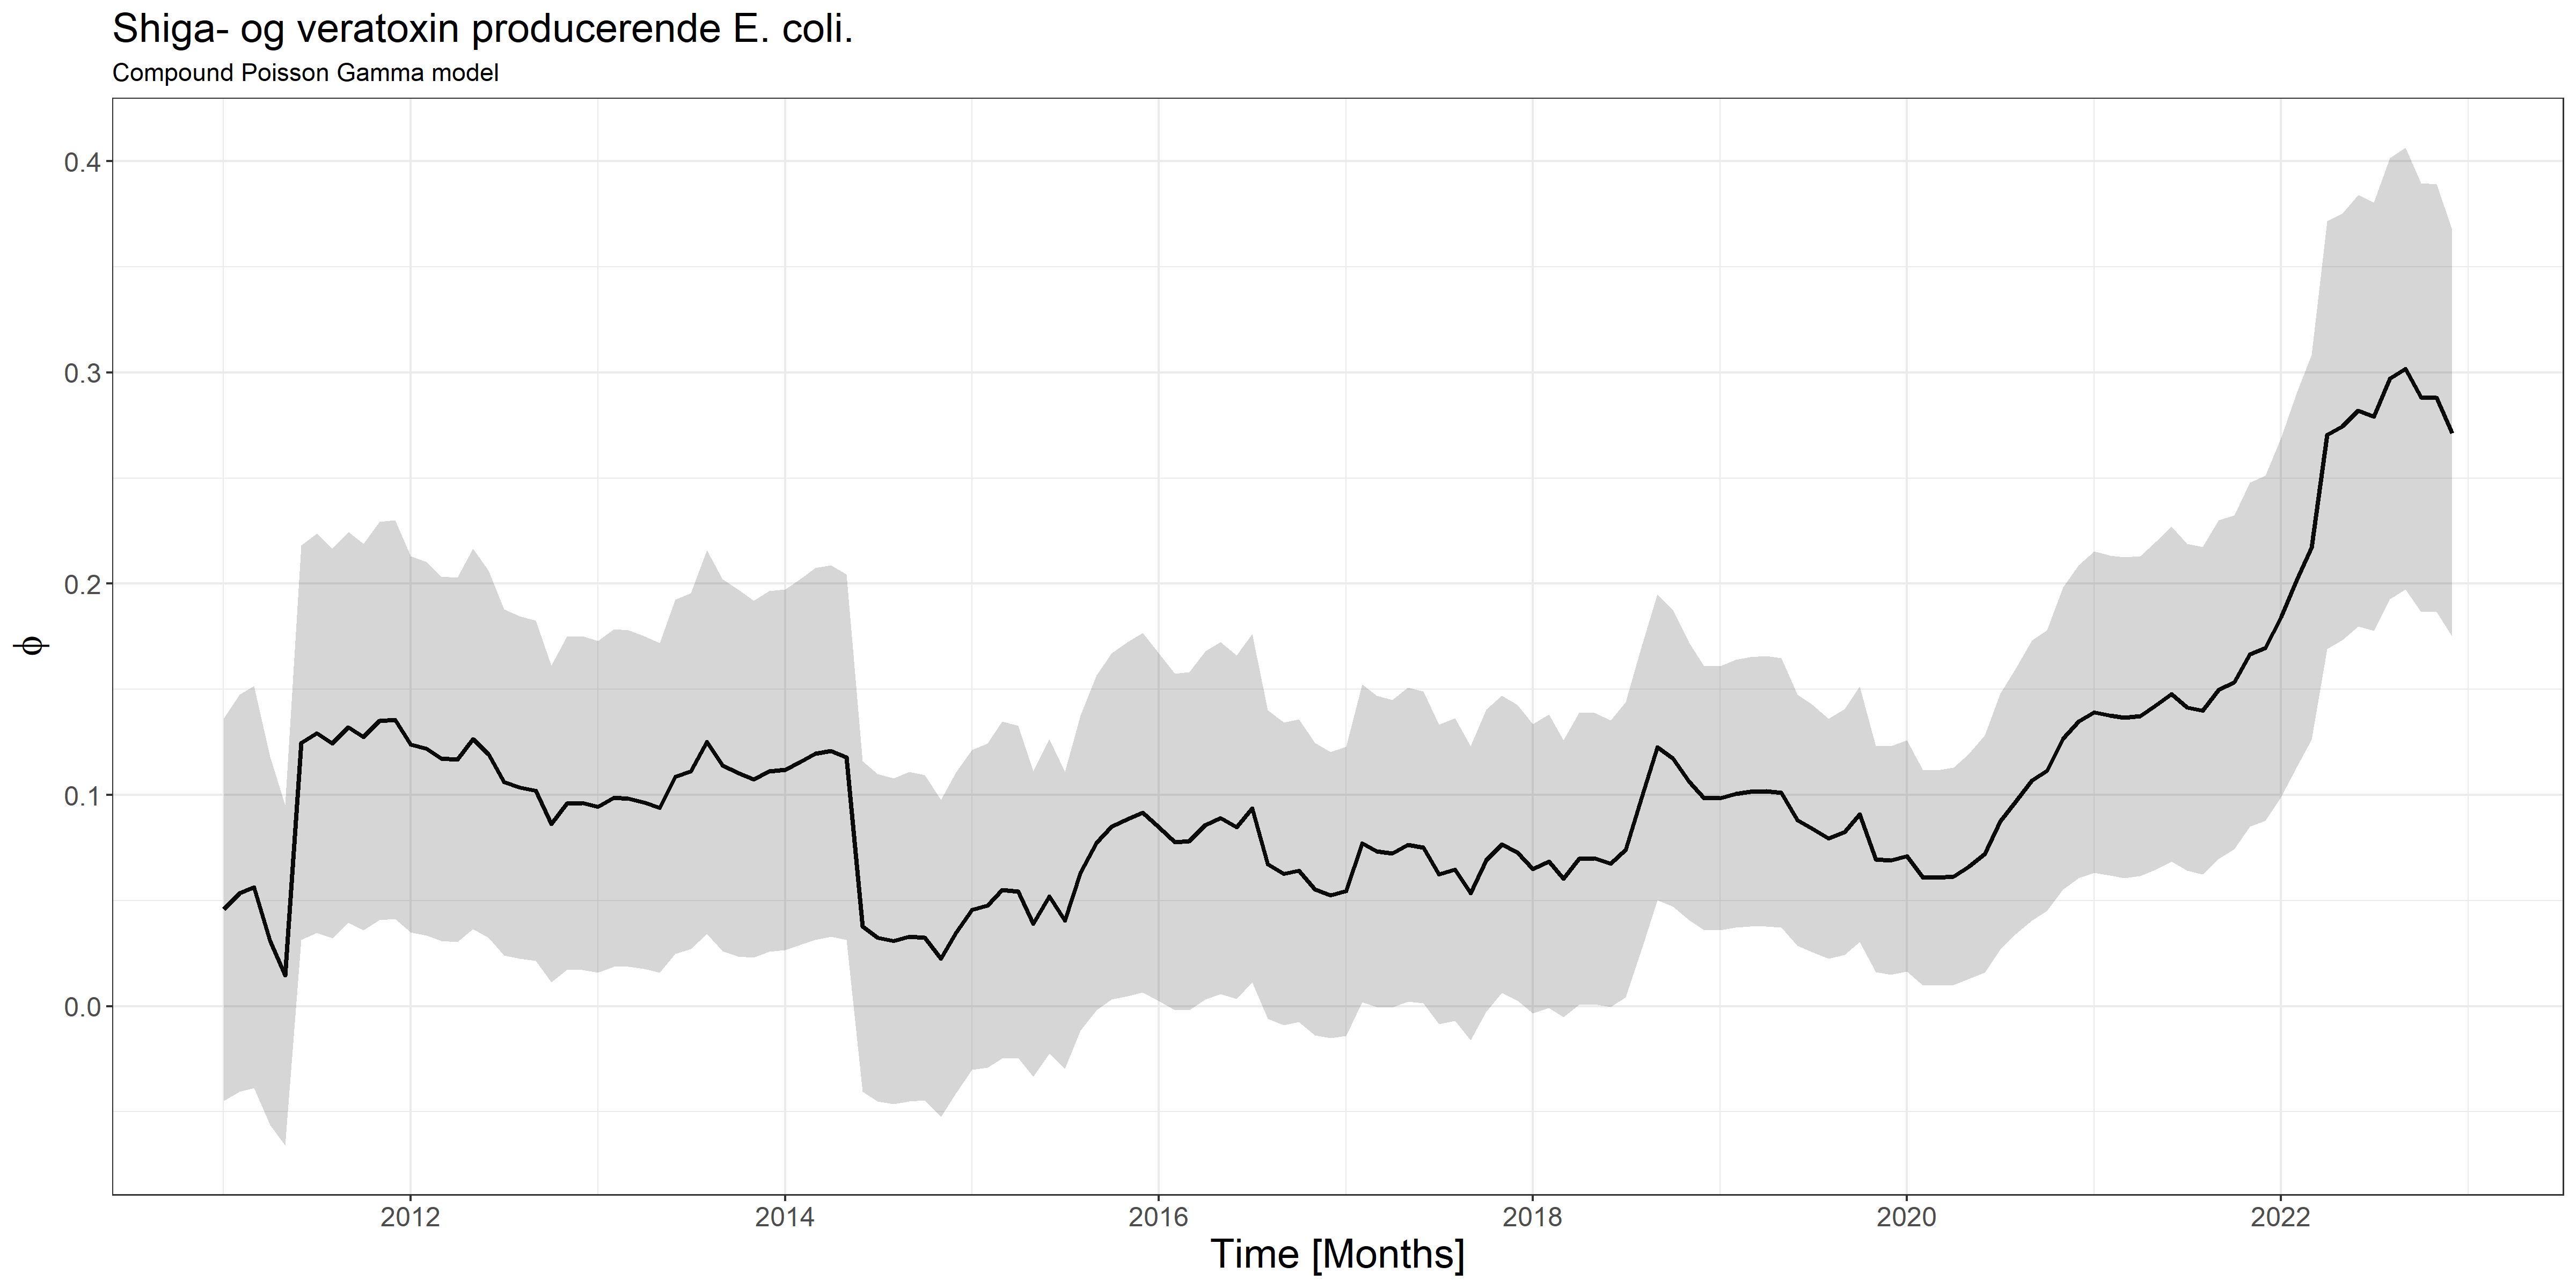 Shiga- og veratoxin producerende E. coli.
Compound Poisson Gamma model
0.4
0.3
0.2
0.1
0.0
ϕ
2012 2014 2016 2018 2020 2022
Time [Months]